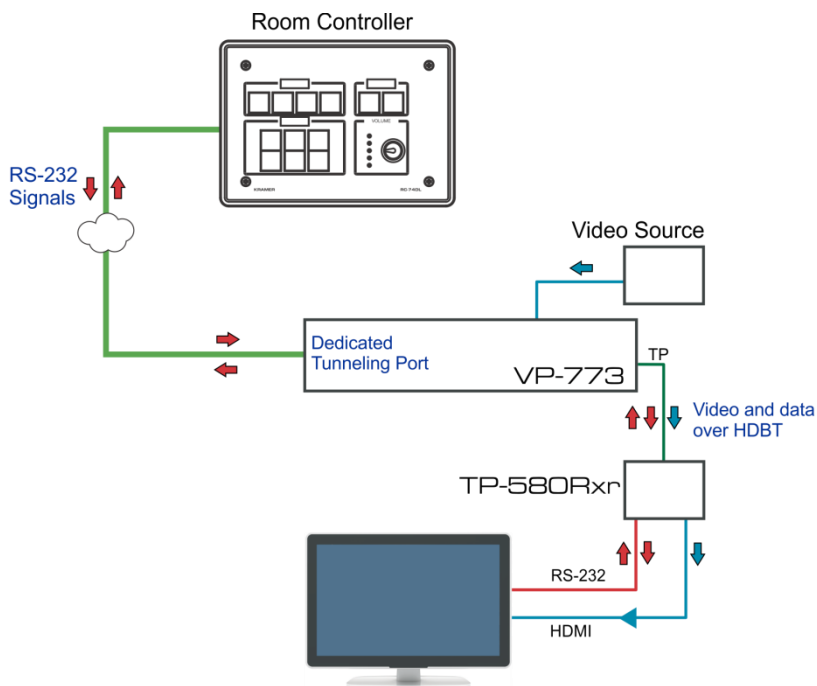 Room Controller
VOLUME
KRAMER
RS-232
Signals
Video Source
Dedicated
Tunneling Port
VP-773
TP
Video and data
over HDBT
TP-580Rxr
RS-232
HDMI